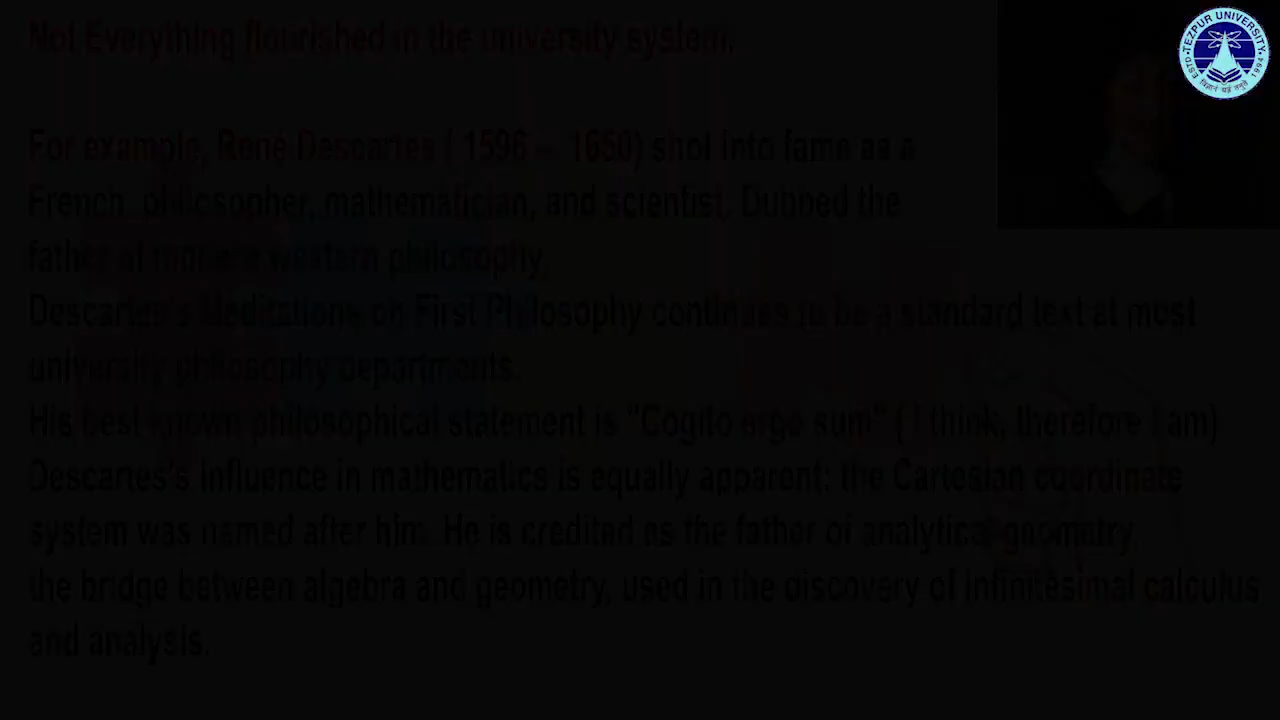 Not Everything flourished in the university system.
TEZPUR UNIVERSITY
ESTD. 1994
For example, René Descartes ( 1596 – 1650) shot into fame as a
French philosopher, mathematician, and scientist. Dubbed the
father of modern western philosophy
Descartes's Meditations on First Philosophy continues to be a standard text at most
university philosophy departments.
His best known philosophical statement is "Cogito ergo sum" ( I think, therefore I am)
Descartes's influence in mathematics is equally apparent; the Cartesian coordinate
system was named after him. He is credited as the father of analytical geometry
the bridge between algebra and geometry, used in the discovery of infinitesimal calculus
and analysis.